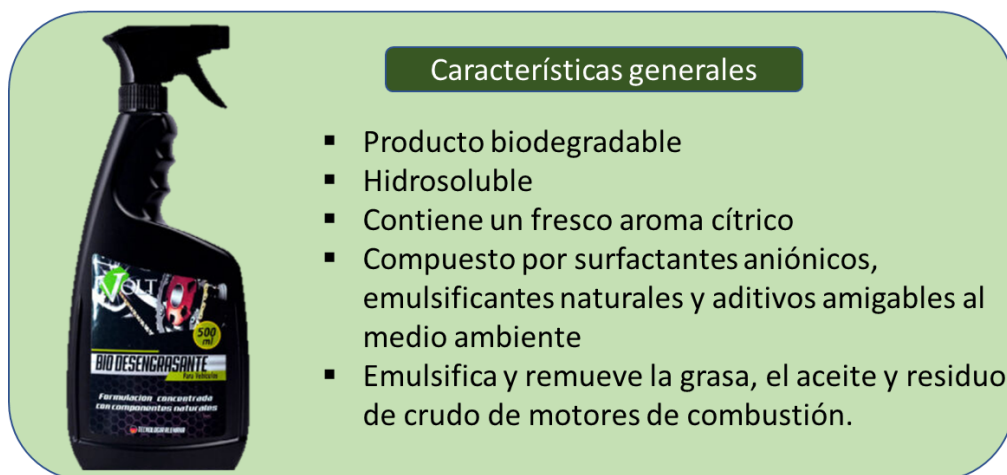 Características generales
▪ Producto biodegradable
▪ Hidrosoluble
▪ Contiene un fresco aroma cítrico
▪ Compuesto por surfactantes aniónicos,
emulsificantes naturales y aditivos amigables al
medio ambiente
▪ Emulsifica y remueve la grasa, el aceite y residuo
de crudo de motores de combustión.
VOLT
500
ml
BIO DESENGRASANTE
Para Vehículos
Formulación concentrada
con componentes naturales